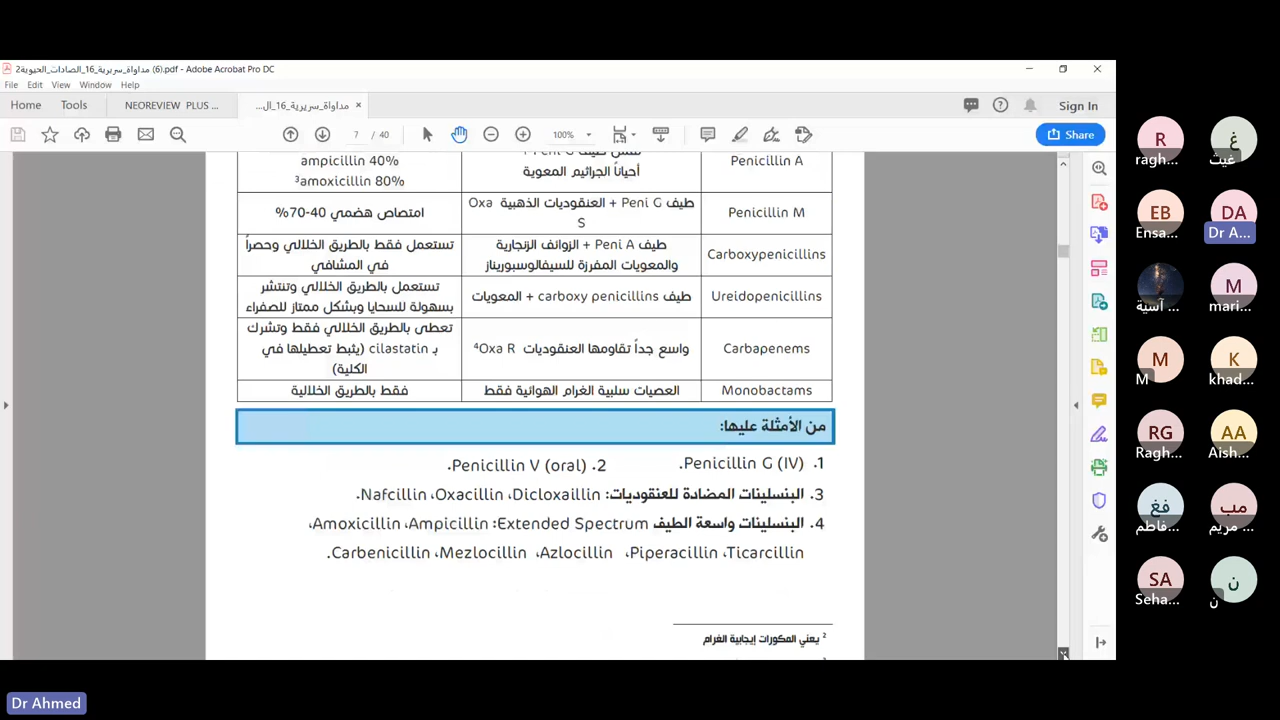 مداواة_سريرية_16_الصادات_الحيوية2 (6).pdf - Adobe Acrobat Pro DC
File Edit View Window Help
Home Tools NEOREVIEW PLUS ... مداواة_سريرية_16_ال... × Sign In
7 / 40 100% Share
Penicillin A
أحياناً الجراثيم المعوية
ampicillin 40%
amoxicillin 80%³
Penicillin M
طيف Peni G + العنقوديات الذهبية Oxa S
امتصاص هضمي 40-70%
Carboxypenicillins
طيف Peni A + الزوائف الزنجارية
والمعويات المفرزة للسيفالوسبوريناز
تستعمل فقط بالطريق الخلالي وحصراً
في المشافي
Ureidopenicillins
طيف carboxy penicillins + المعويات
تستعمل بالطريق الخلالي وتنتشر
بسهولة للسحايا وبشكل ممتاز للصفراء
Carbapenems
واسع جداً تقاومها العنقوديات Oxa R⁴
تعطى بالطريق الخلالي فقط وتشرك
بـ cilastatin (يثبط تعطيلها في
الكلية)
Monobactams
العصيات سلبية الغرام الهوائية فقط
فقط بالطريق الخلالية
من الأمثلة عليها:
1. Penicillin G (IV). 2. Penicillin V (oral).
3. البنسلينات المضادة للعنقوديات: Dicloxaillin، Oxacillin، Nafcillin.
4. البنسلينات واسعة الطيف Extended Spectrum: Ampicillin، Amoxicillin،
Ticarcillin، Piperacillin، Azlocillin، Mezlocillin، Carbenicillin.
² يعني المكورات إيجابية الغرام
R
ragh...
غ
غيث
EB
Ensa...
DA
Dr A...
آسية ...
M
mari...
M
M
K
khad...
RG
Ragh...
AA
Aish...
فغ
فاطم...
مب
مريم ...
SA
Seha...
ن
ن
Dr Ahmed